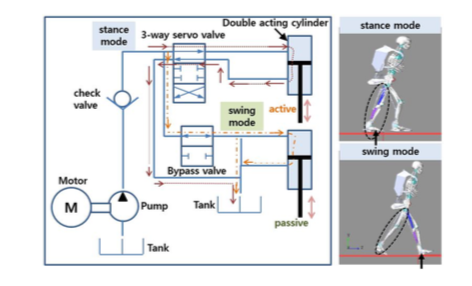 Double acting cylinder
stance
mode
3-way servo valve
stance mode
check
valve
active
swing
mode
swing mode
Bypass valve
Motor
M
Pump
Tank
passive
Tank